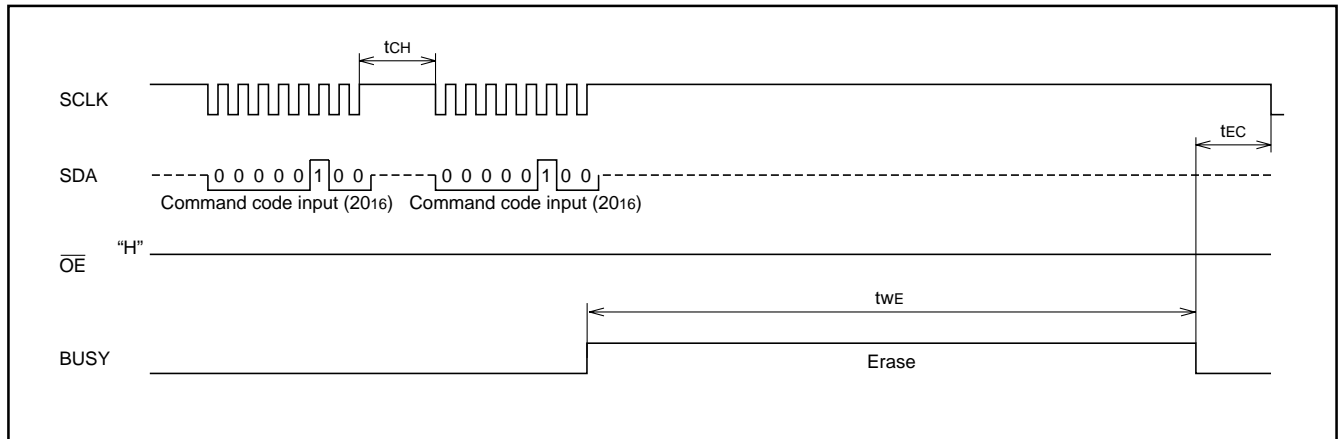 tCH
SCLK
tEC
SDA
0 0 0 0 0 1 0 0 0 0 0 0 0 1 0 0
Command code input (2016) Command code input (2016)
“H”
OE
twE
BUSY
Erase